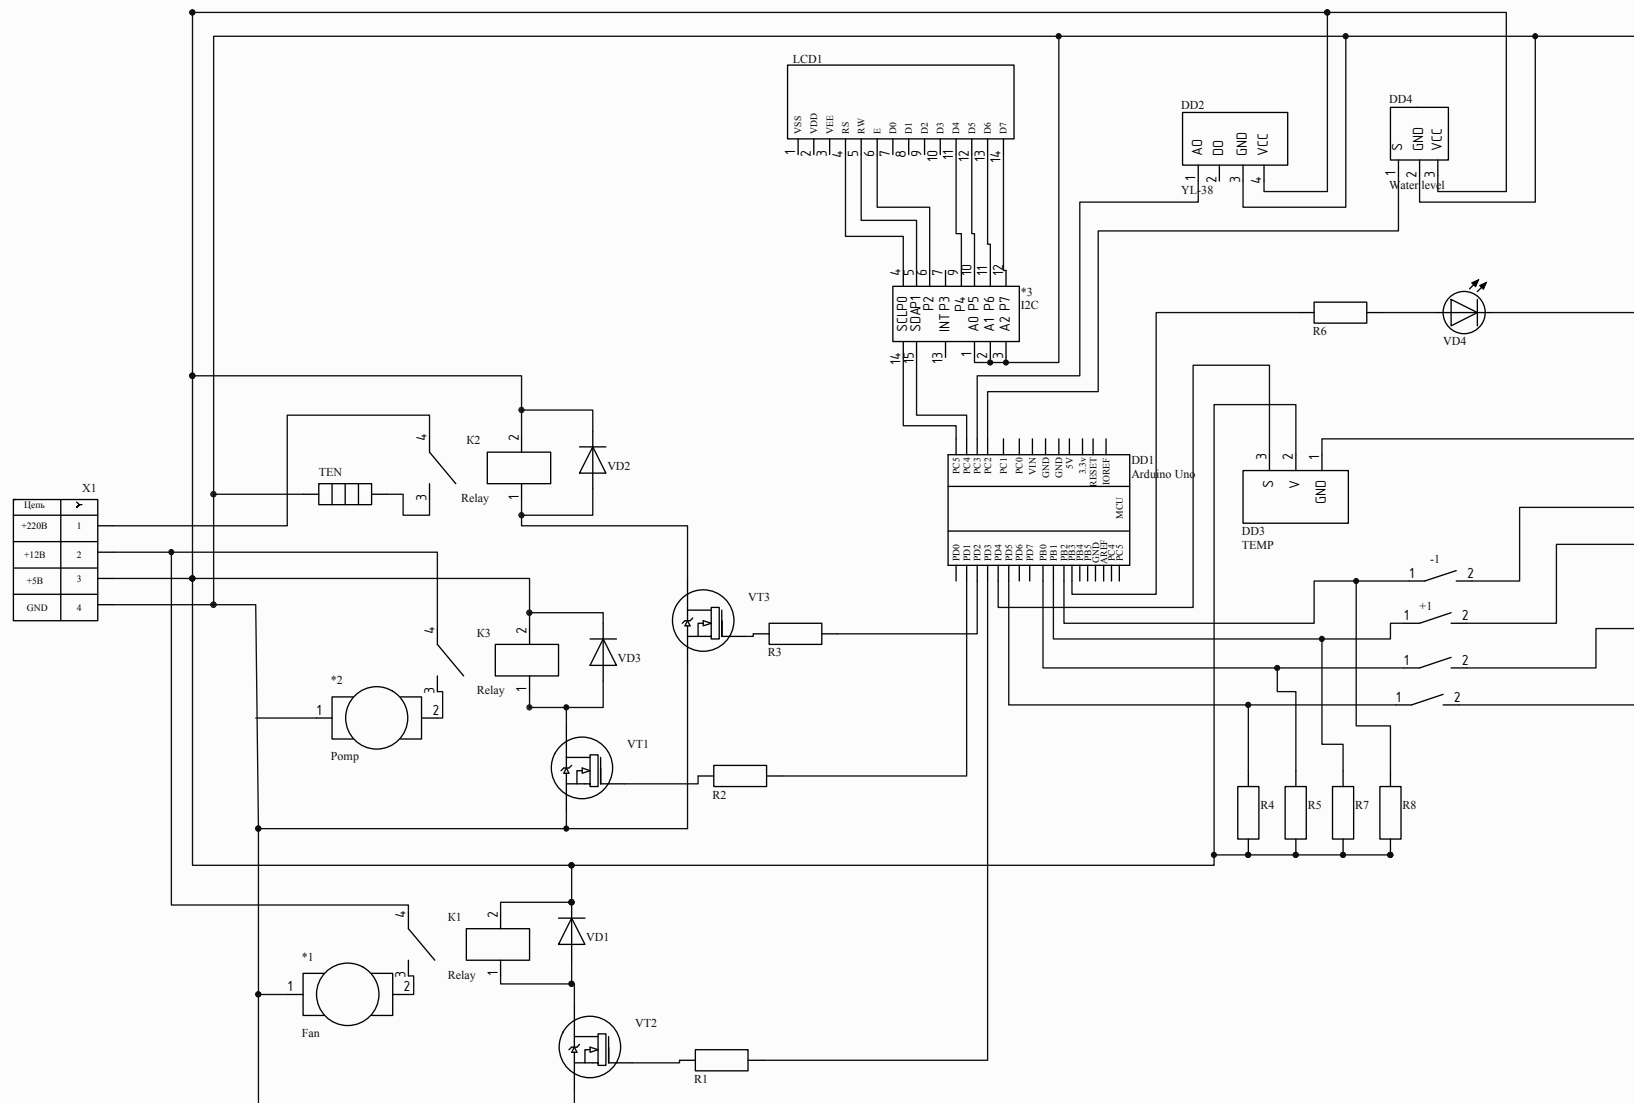 LCD1
VSS VDD VEE RS RW E D0 D1 D2 D3 D4 D5 D6 D7
1 2 3 4 5 6 7 8 9 10 11 12 13 14
DD2
A0 D0 GND VCC
1 2 3 4
YL-38
DD4
S GND VCC
1 2 3
Water level
4 5 6 7 9 10 11 12
SCLP0 SDAP1 P2 INT P3 P4 A0 P5 A1 P6 A2 P7
*3
I2C
14 15 13 1 2 3
R6
VD4
K2
4 2
VD2
TEN
3 1
Relay
PC5 PC4 PC3 PC2 PC1 PC0 VIN GND GND 5V 3.3v RESET IOREF
DD1
Arduino Uno
MCU
PD0 PD1 PD2 PD3 PD4 PD5 PD6 PD7 PB0 PB1 PB2 PB3 PB4 PB5 GND AREF PC4 PC5
3 2 1
S V GND
DD3
TEMP
X1
Цепь
+220В 1
+12В 2
+5В 3
GND 4
-1
1 2
+1
1 2
1 2
1 2
VT3
R3
K3
4 2
VD3
3 1
Relay
*2
1 2
Pomp
VT1
R2
R4 R5 R7 R8
K1
4 2
VD1
3 1
Relay
*1
1 2
Fan
VT2
R1